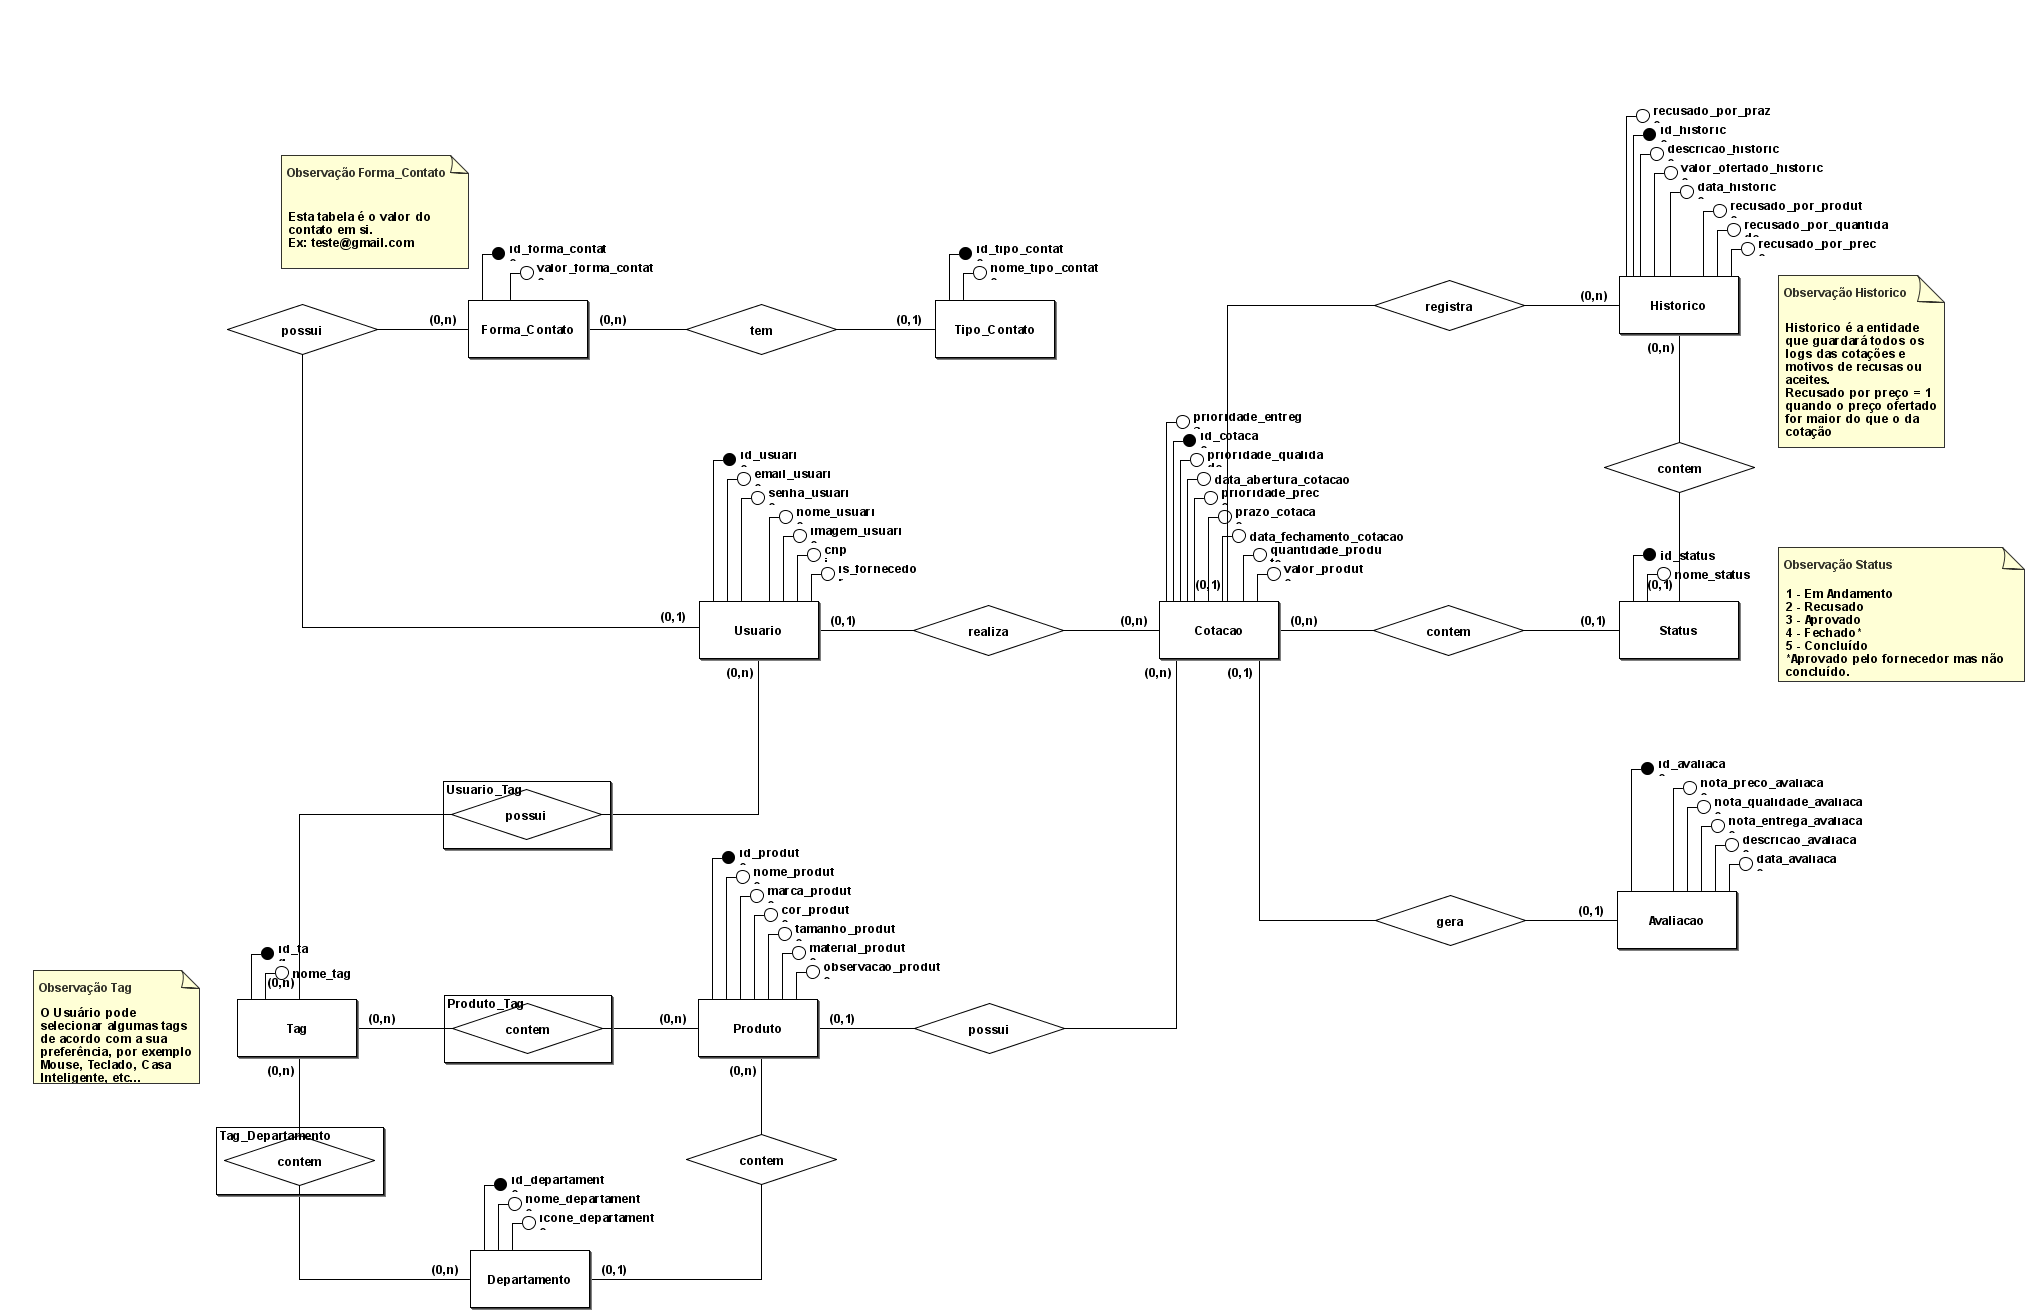 recusado_por_praz
id_historic
descricao_historic
valor_ofertado_historic
data_historic
recusado_por_produt
recusado_por_quantida
recusado_por_prec
Historico
(0,n)
(0,n)
registra
Observação Historico
Historico é a entidade
que guardará todos os
logs das cotações e
motivos de recusas ou
aceites.
Recusado por preço = 1
quando o preço ofertado
for maior do que o da
cotação
Observação Forma_Contato
Esta tabela é o valor do
contato em si.
Ex: teste@gmail.com
id_forma_contat
valor_forma_contat
id_tipo_contat
nome_tipo_contat
possui
(0,n)
Forma_Contato
(0,n)
tem
(0,1)
Tipo_Contato
contem
prioridade_entreg
id_cotaca
prioridade_qualida
data_abertura_cotacao
prioridade_prec
prazo_cotaca
data_fechamento_cotacao
quantidade_produ
valor_produt
(0,1)
id_usuari
email_usuari
senha_usuari
nome_usuari
imagem_usuari
cnp
is_fornecedo
id_status
nome_status
(0,1)
Observação Status
1 - Em Andamento
2 - Recusado
3 - Aprovado
4 - Fechado*
5 - Concluído
*Aprovado pelo fornecedor mas não
concluído.
(0,1)
Usuario
(0,1)
realiza
(0,n)
Cotacao
(0,n)
contem
(0,1)
Status
(0,n)
(0,n)
(0,1)
Usuario_Tag
possui
id_avaliaca
nota_preco_avaliaca
nota_qualidade_avaliaca
nota_entrega_avaliaca
descricao_avaliaca
data_avaliaca
gera
(0,1)
Avaliacao
id_produt
nome_produt
marca_produt
cor_produt
tamanho_produt
material_produt
observacao_produt
id_ta
nome_tag
(0,n)
Observação Tag
O Usuário pode
selecionar algumas tags
de acordo com a sua
preferência, por exemplo
Mouse, Teclado, Casa
Inteligente, etc...
Tag
(0,n)
Produto_Tag
contem
(0,n)
Produto
(0,1)
possui
(0,n)
(0,n)
Tag_Departamento
contem
contem
id_departament
nome_departament
icone_departament
(0,n)
Departamento
(0,1)